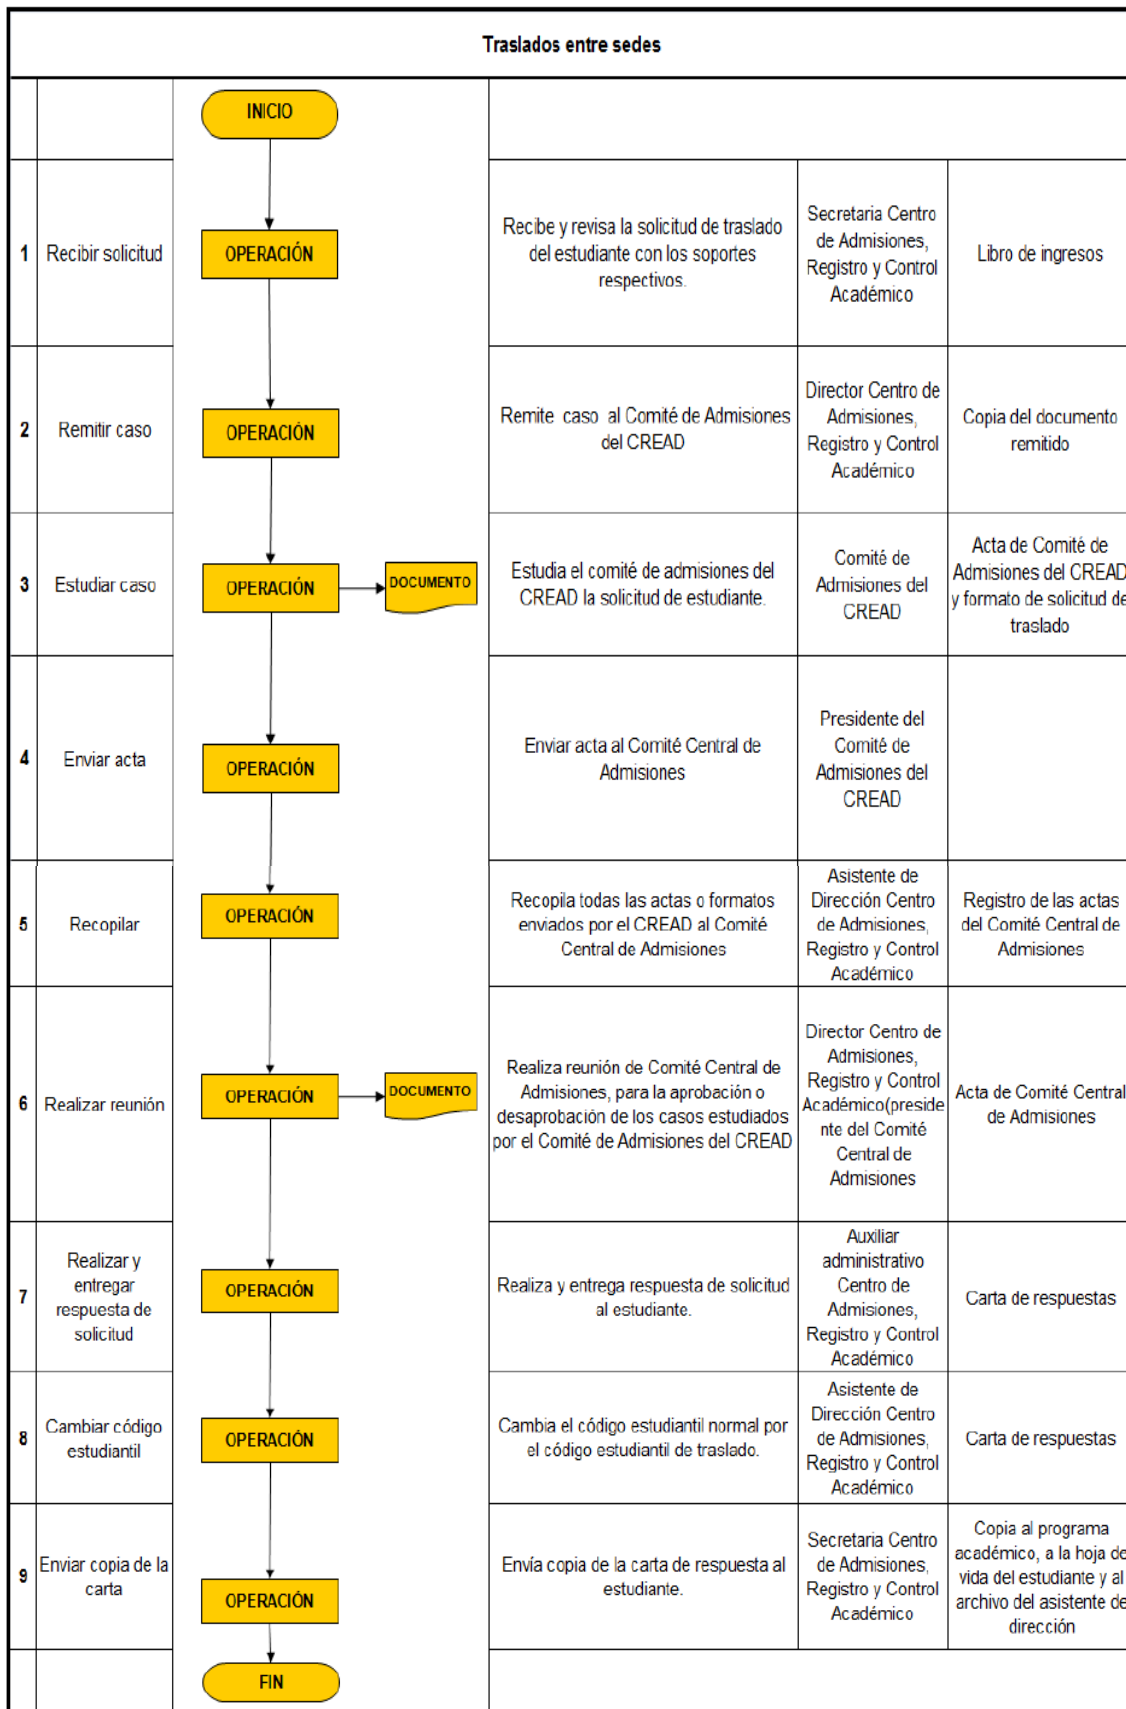 Traslados entre sedes
INICIO
1
Recibir solicitud
OPERACIÓN
Recibe y revisa la solicitud de traslado
del estudiante con los soportes
respectivos.
Secretaria Centro
de Admisiones,
Registro y Control
Académico
Libro de ingresos
2
Remitir caso
OPERACIÓN
Remite caso al Comité de Admisiones
del CREAD
Director Centro de
Admisiones,
Registro y Control
Académico
Copia del documento
remitido
3
Estudiar caso
OPERACIÓN
DOCUMENTO
Estudia el comité de admisiones del
CREAD la solicitud de estudiante.
Comité de
Admisiones del
CREAD
Acta de Comité de
Admisiones del CREAD
y formato de solicitud de
traslado
4
Enviar acta
OPERACIÓN
Enviar acta al Comité Central de
Admisiones
Presidente del
Comité de
Admisiones del
CREAD
5
Recopilar
OPERACIÓN
Recopila todas las actas o formatos
enviados por el CREAD al Comité
Central de Admisiones
Asistente de
Dirección Centro
de Admisiones,
Registro y Control
Académico
Registro de las actas
del Comité Central de
Admisiones
6
Realizar reunión
OPERACIÓN
DOCUMENTO
Realiza reunión de Comité Central de
Admisiones, para la aprobación o
desaprobación de los casos estudiados
por el Comité de Admisiones del CREAD
Director Centro de
Admisiones,
Registro y Control
Académico(preside
nte del Comité
Central de
Admisiones
Acta de Comité Central
de Admisiones
7
Realizar y
entregar
respuesta de
solicitud
OPERACIÓN
Realiza y entrega respuesta de solicitud
al estudiante.
Auxiliar
administrativo
Centro de
Admisiones,
Registro y Control
Académico
Carta de respuestas
8
Cambiar código
estudiantil
OPERACIÓN
Cambia el código estudiantil normal por
el código estudiantil de traslado.
Asistente de
Dirección Centro
de Admisiones,
Registro y Control
Académico
Carta de respuestas
9
Enviar copia de la
carta
OPERACIÓN
Envía copia de la carta de respuesta al
estudiante.
Secretaria Centro
de Admisiones,
Registro y Control
Académico
Copia al programa
académico, a la hoja de
vida del estudiante y al
archivo del asistente de
dirección
FIN